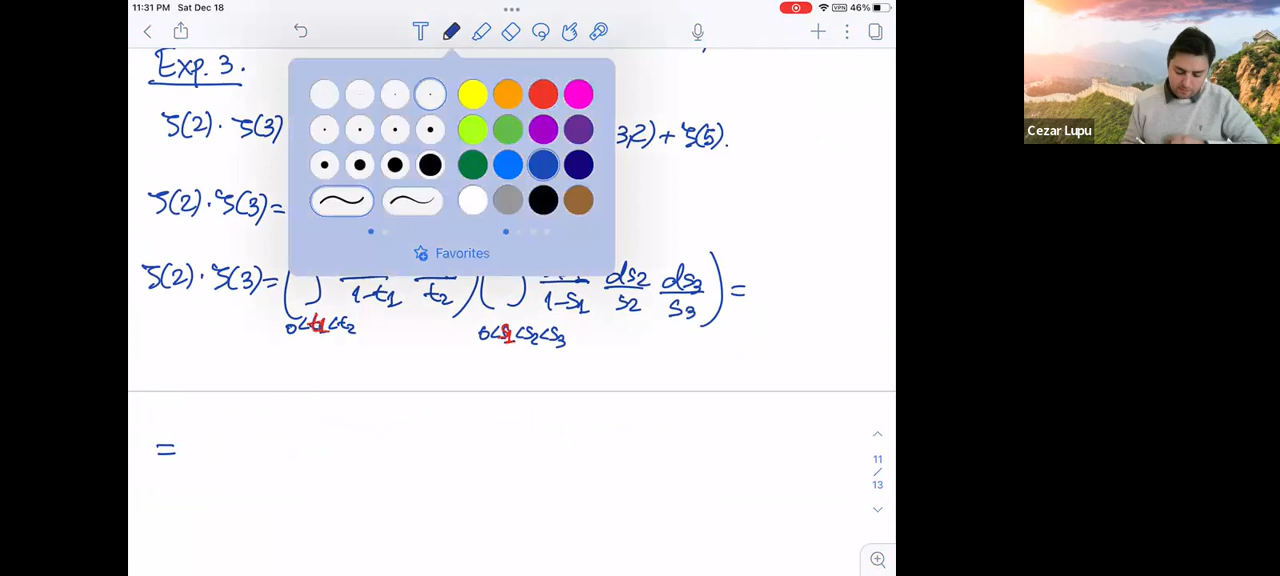 11:31 PM Sat Dec 18
VPN 46%
Exp. 3.
ζ(2) · ζ(3)
3,2) + ζ(5).
ζ(2) · ζ(3) =
ζ(2) · ζ(3) = ( ∫ 1-t₁ t₂ ) ( ∫ 1-s₁ ds₂/s₂ ds₃/s₃ ) =
0<t₁<t₂ 0<s₁<s₂<s₃
=
Favorites
11
/
13
T
Cezar Lupu